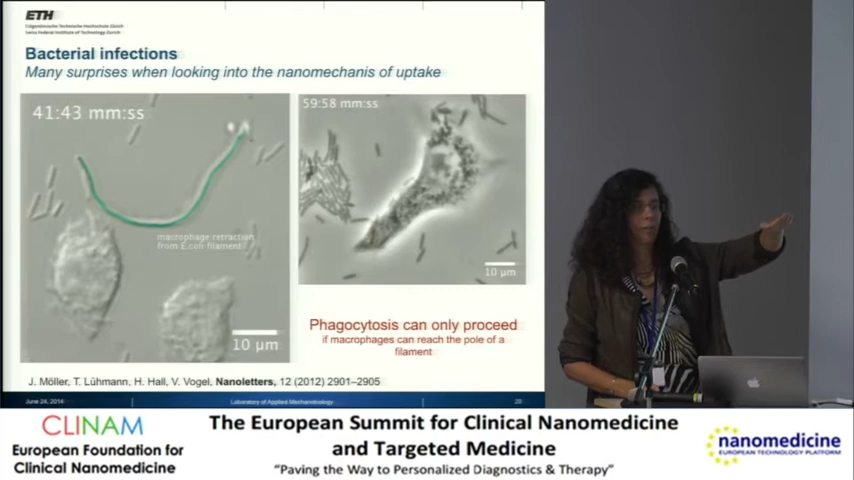 ETH
Eidgenössische Technische Hochschule Zürich
Swiss Federal Institute of Technology Zurich
Bacterial infections
Many surprises when looking into the nanomechanis of uptake
41:43 mm:ss
59:58 mm:ss
macrophage retraction
from E.coli filament
10 µm
10 µm
Phagocytosis can only proceed
if macrophages can reach the pole of a
filament
J. Möller, T. Lühmann, H. Hall, V. Vogel, Nanoletters, 12 (2012) 2901–2905
June 24, 2014
Laboratory of Applied Mechanobiology
20
CLINAM
European Foundation for
Clinical Nanomedicine
The European Summit for Clinical Nanomedicine
and Targeted Medicine
“Paving the Way to Personalized Diagnostics & Therapy”
nanomedicine
EUROPEAN TECHNOLOGY PLATFORM